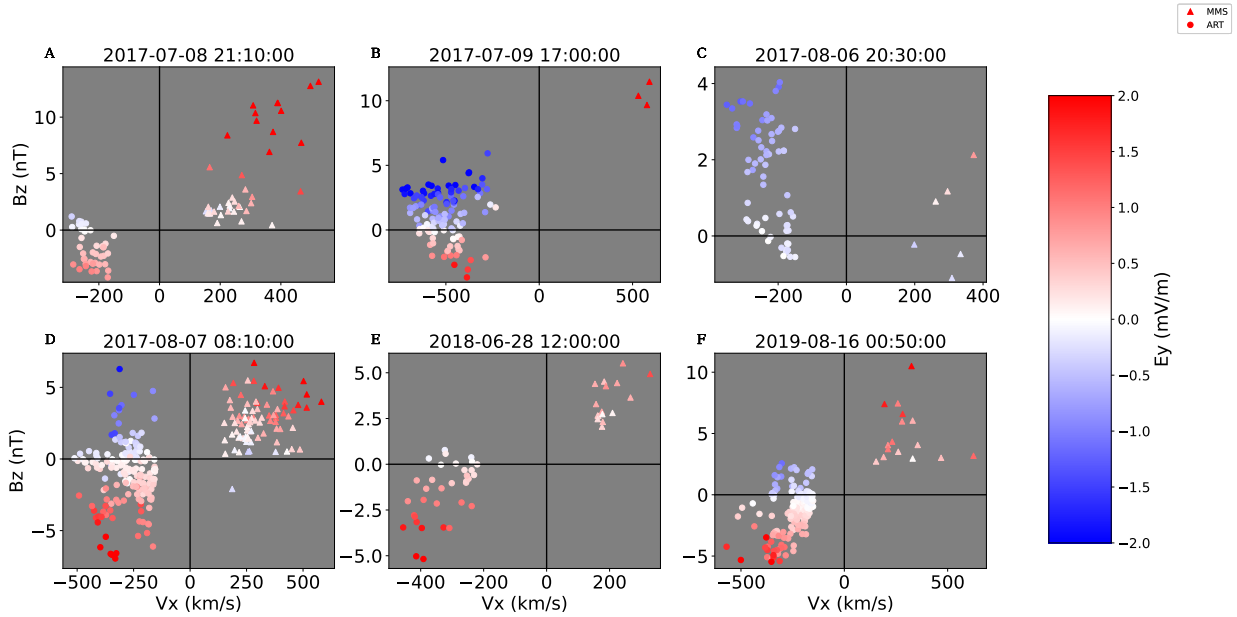 MMS
ART
A 2017-07-08 21:10:00
B 2017-07-09 17:00:00
C 2017-08-06 20:30:00
Bz (nT)
10
5
0
−200 0 200 400
10
5
0
−500 0 500
4
2
0
−200 0 200 400
D 2017-08-07 08:10:00
E 2018-06-28 12:00:00
F 2019-08-16 00:50:00
Bz (nT)
5
0
−5
−500 −250 0 250 500
Vx (km/s)
5.0
2.5
0.0
−2.5
−5.0
−400 −200 0 200
Vx (km/s)
10
5
0
−5
−500 0 500
Vx (km/s)
2.0
1.5
1.0
0.5
0.0
−0.5
−1.0
−1.5
−2.0
Ey (mV/m)